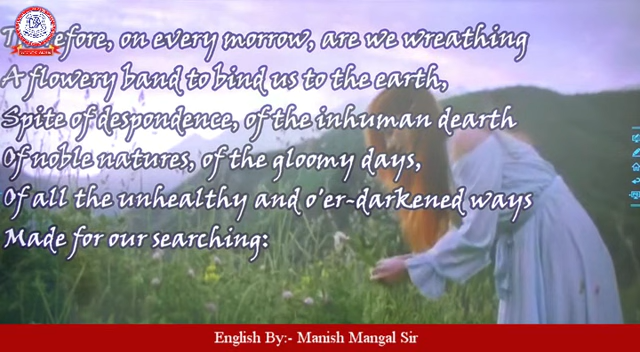 Therefore, on every morrow, are we wreathing
A flowery band to bind us to the earth,
Spite of despondence, of the inhuman dearth
Of noble natures, of the gloomy days,
Of all the unhealthy and o'er-darkened ways
Made for our searching:
English By:- Manish Mangal Sir